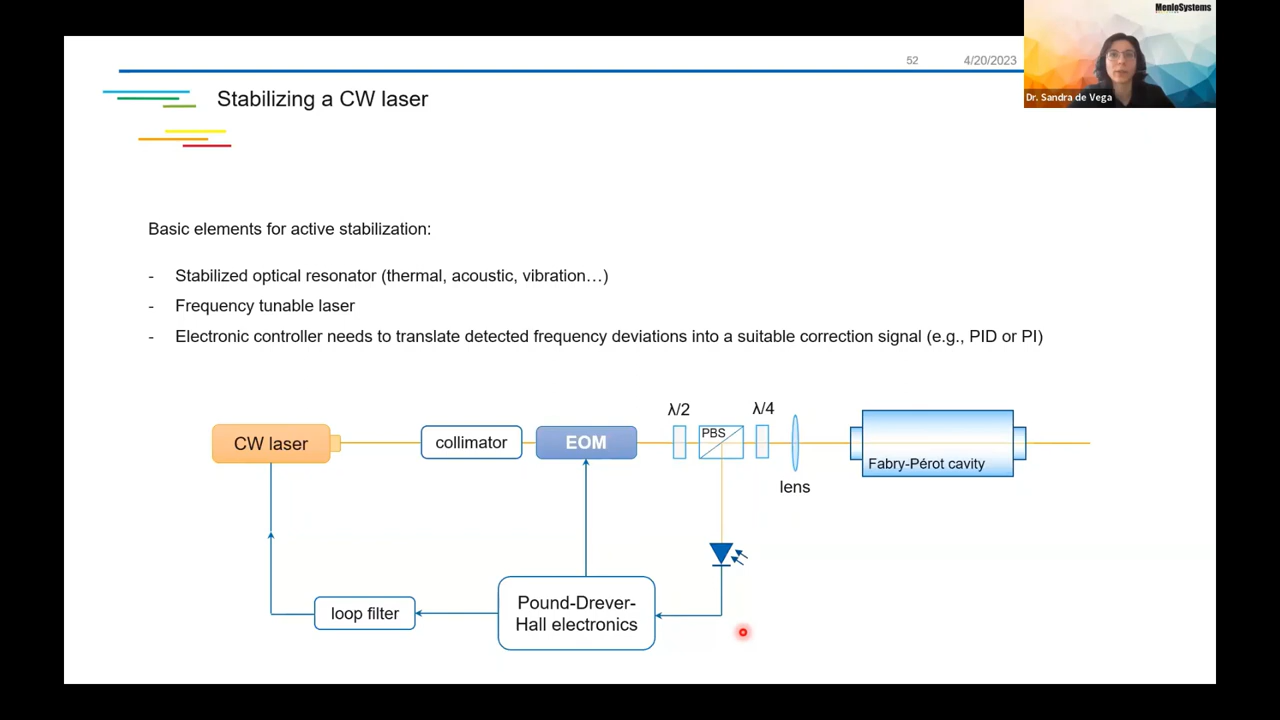 MenloSystems
52
4/20/2023
Dr. Sandra de Vega
Stabilizing a CW laser
Basic elements for active stabilization:
- Stabilized optical resonator (thermal, acoustic, vibration…)
- Frequency tunable laser
- Electronic controller needs to translate detected frequency deviations into a suitable correction signal (e.g., PID or PI)
λ/2
λ/4
CW laser
collimator
EOM
PBS
Fabry-Pérot cavity
lens
loop filter
Pound-Drever-
Hall electronics